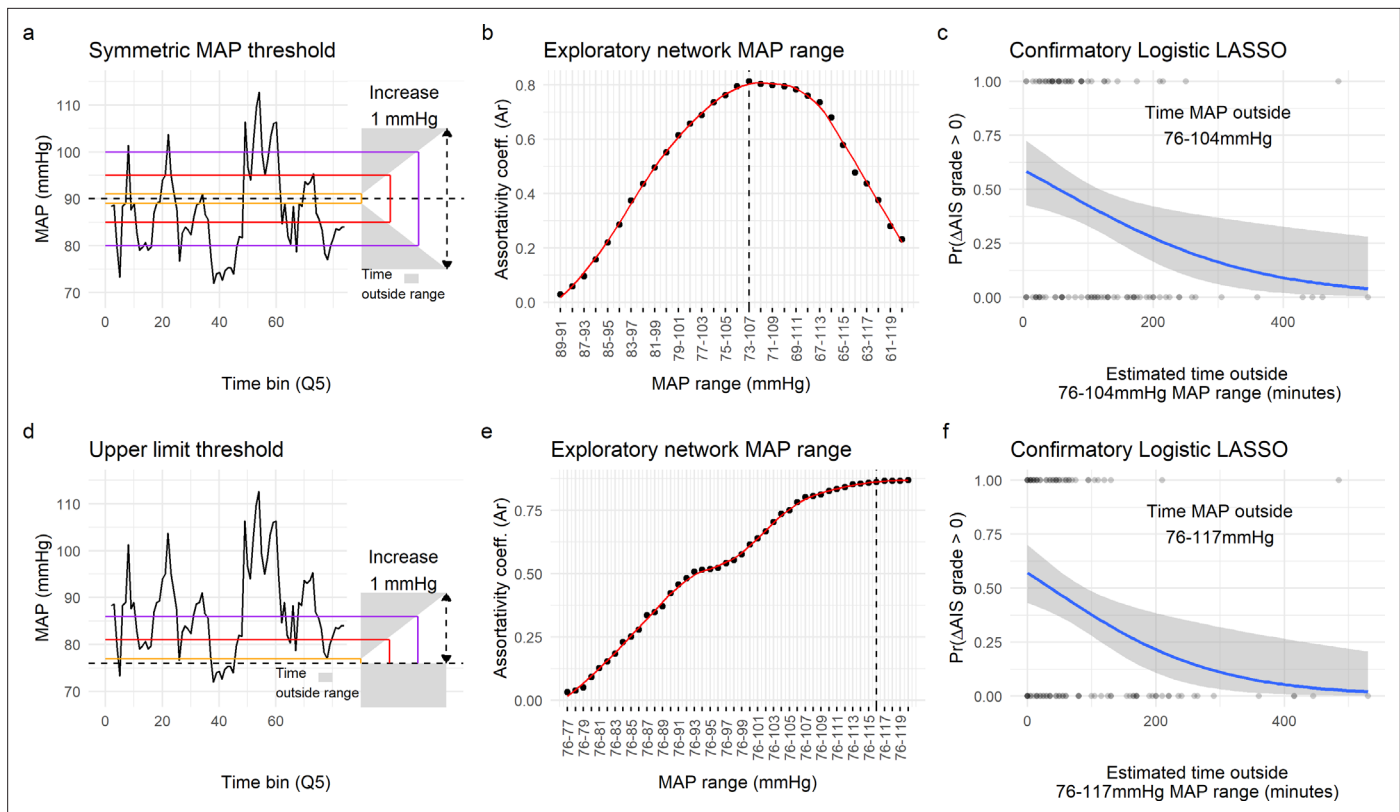 a
Symmetric MAP threshold
MAP (mmHg)
110
100
90
80
70
0
20
40
60
Increase
1 mmHg
Time
outside range
Time bin (Q5)
b
Exploratory network MAP range
Assortativity coeff. (Ar)
0.8
0.6
0.4
0.2
0.0
89-91
87-93
85-95
83-97
81-99
79-101
77-103
75-105
73-107
71-109
69-111
67-113
65-115
63-117
61-119
MAP range (mmHg)
c
Confirmatory Logistic LASSO
Pr(ΔAIS grade > 0)
1.00
0.75
0.50
0.25
0.00
Time MAP outside
76-104mmHg
0
200
400
Estimated time outside
76-104mmHg MAP range (minutes)
d
Upper limit threshold
MAP (mmHg)
110
100
90
80
70
0
20
40
60
Increase
1 mmHg
Time
outside range
Time bin (Q5)
e
Exploratory network MAP range
Assortativity coeff. (Ar)
0.75
0.50
0.25
0.00
76-77
76-79
76-81
76-83
76-85
76-87
76-89
76-91
76-93
76-95
76-97
76-99
76-101
76-103
76-105
76-107
76-109
76-111
76-113
76-115
76-117
76-119
MAP range (mmHg)
f
Confirmatory Logistic LASSO
Pr(ΔAIS grade > 0)
1.00
0.75
0.50
0.25
0.00
Time MAP outside
76-117mmHg
0
200
400
Estimated time outside
76-117mmHg MAP range (minutes)